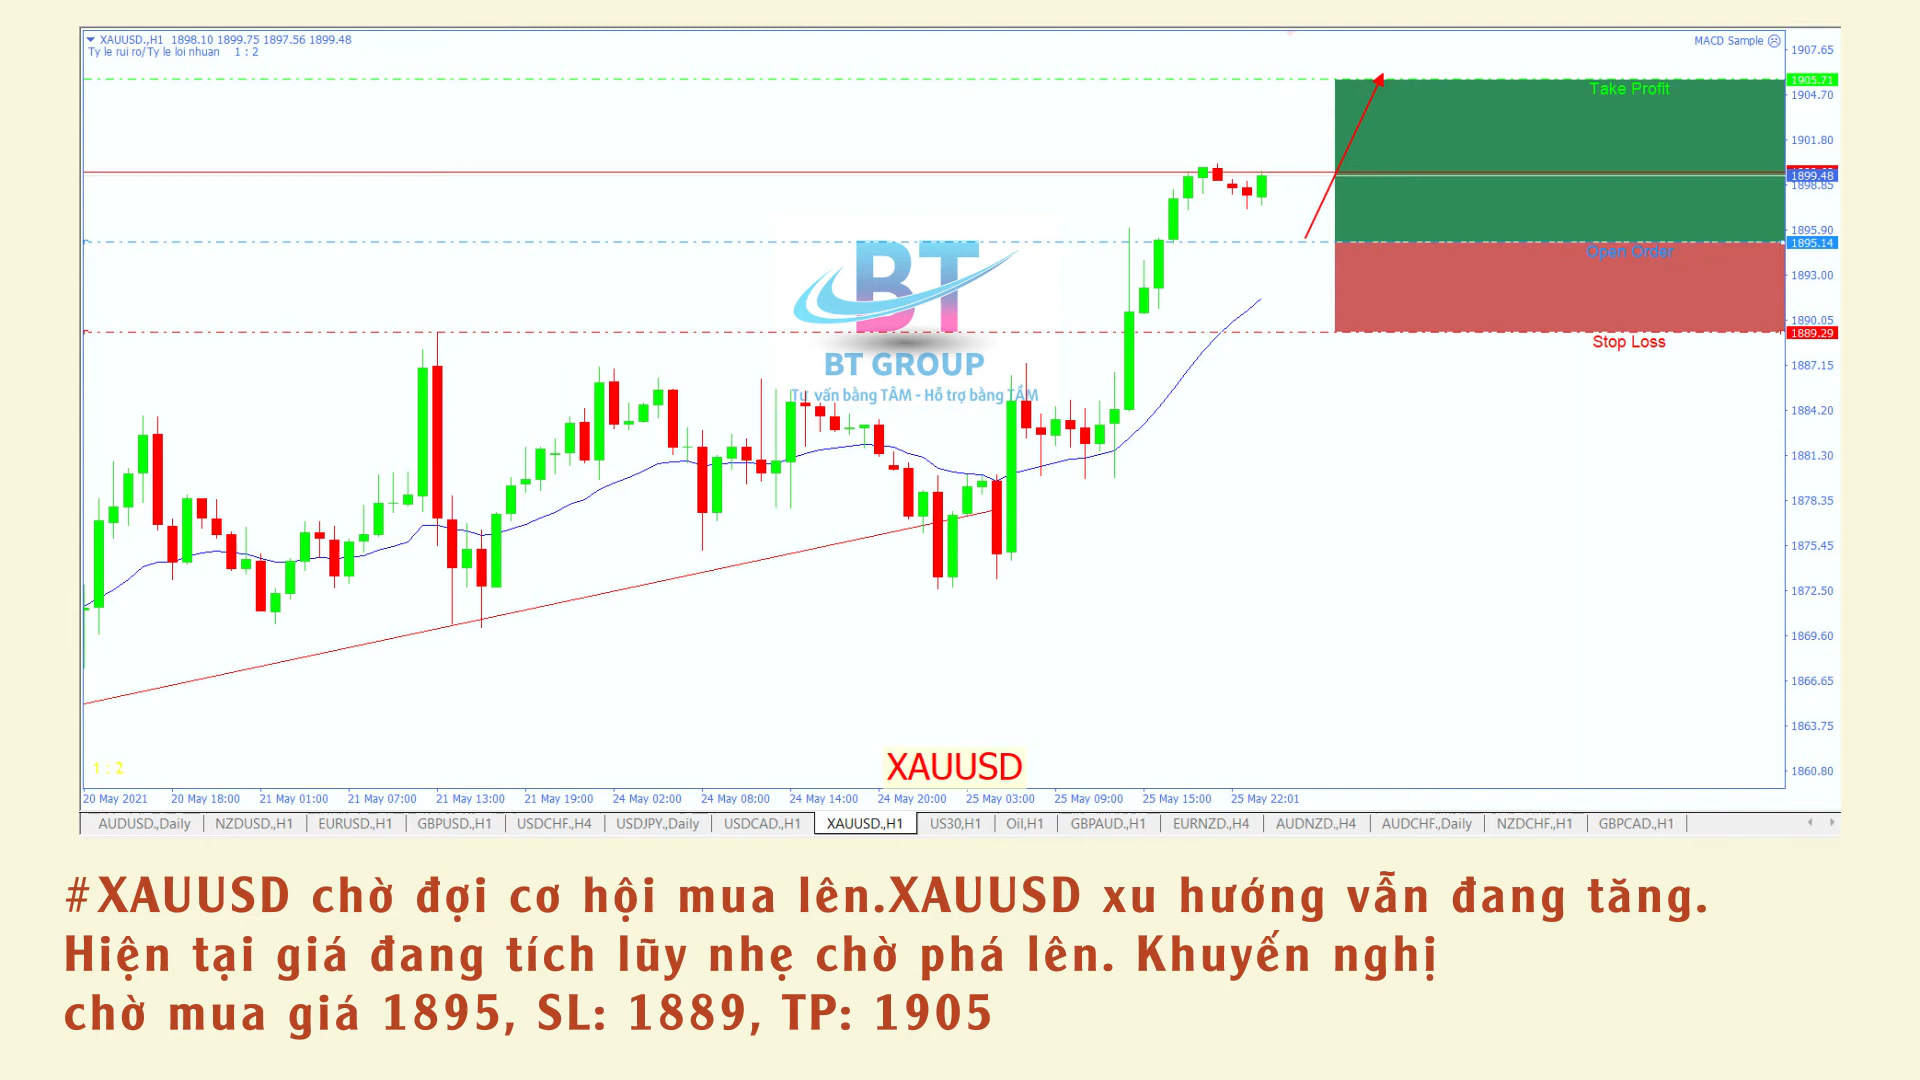 XAUUSD.,H1 1898.10 1899.75 1897.56 1899.48
MACD Sample
Ty le rui ro/Ty le loi nhuan 1 : 2
1907.65
1905.71
Take Profit
1904.70
1901.80
1899.48
1898.85
1895.90
1895.14
Open Order
1893.00
1890.05
1889.29
Stop Loss
BT
BT GROUP
Tư vấn bằng TÂM - Hỗ trợ bằng TẦM
1887.15
1884.20
1881.30
1878.35
1875.45
1872.50
1869.60
1866.65
1863.75
1860.80
1 : 2
XAUUSD
20 May 2021 20 May 18:00 21 May 01:00 21 May 07:00 21 May 13:00 21 May 19:00 24 May 02:00 24 May 08:00 24 May 14:00 24 May 20:00 25 May 03:00 25 May 09:00 25 May 15:00 25 May 22:01
AUDUSD.,Daily NZDUSD.,H1 EURUSD.,H1 GBPUSD.,H1 USDCHF.,H4 USDJPY.,Daily USDCAD.,H1 XAUUSD.,H1 US30,H1 Oil,H1 GBPAUD.,H1 EURNZD.,H4 AUDNZD.,H4 AUDCHF.,Daily NZDCHF.,H1 GBPCAD.,H1
#XAUUSD chờ đợi cơ hội mua lên.XAUUSD xu hướng vẫn đang tăng.
Hiện tại giá đang tích lũy nhẹ chờ phá lên. Khuyến nghị
chờ mua giá 1895, SL: 1889, TP: 1905